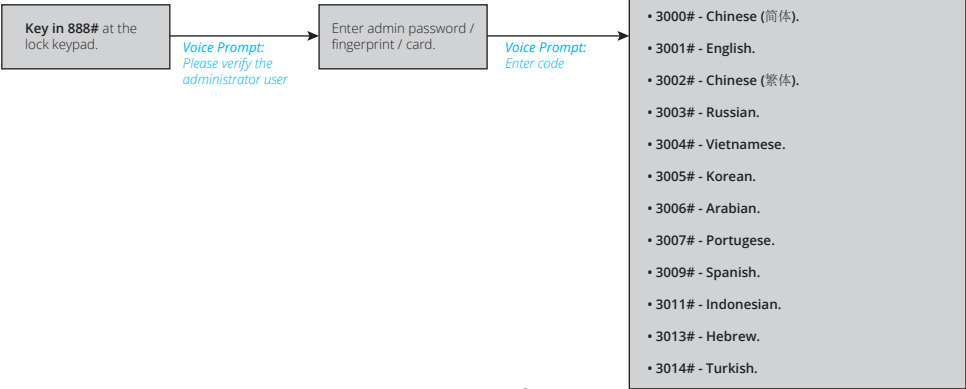 Key in 888# at the
lock keypad.
Voice Prompt:
Please verify the
administrator user
Enter admin password /
fingerprint / card.
Voice Prompt:
Enter code
• 3000# - Chinese (简体).
• 3001# - English.
• 3002# - Chinese (繁体).
• 3003# - Russian.
• 3004# - Vietnamese.
• 3005# - Korean.
• 3006# - Arabian.
• 3007# - Portugese.
• 3009# - Spanish.
• 3011# - Indonesian.
• 3013# - Hebrew.
• 3014# - Turkish.